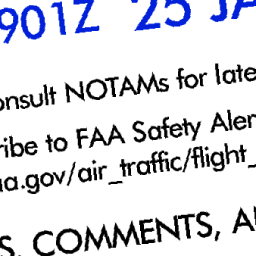 901Z 25 JA
onsult NOTAMs for late
ribe to FAA Safety Aler
aa.gov/air_traffic/flight_
S, COMMENTS, A